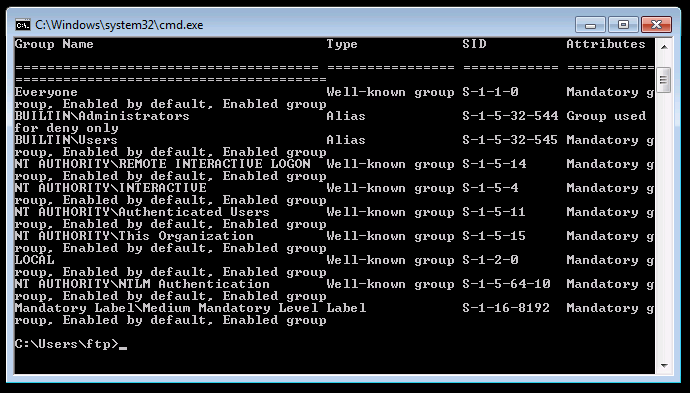 C:\Windows\system32\cmd.exe
Group Name                             Type             SID          Attributes
====================================== ================ ============ ===========
=======================================
Everyone                               Well-known group S-1-1-0      Mandatory g
roup, Enabled by default, Enabled group
BUILTIN\Administrators                 Alias            S-1-5-32-544 Group used
for deny only
BUILTIN\Users                          Alias            S-1-5-32-545 Mandatory g
roup, Enabled by default, Enabled group
NT AUTHORITY\REMOTE INTERACTIVE LOGON  Well-known group S-1-5-14     Mandatory g
roup, Enabled by default, Enabled group
NT AUTHORITY\INTERACTIVE               Well-known group S-1-5-4      Mandatory g
roup, Enabled by default, Enabled group
NT AUTHORITY\Authenticated Users       Well-known group S-1-5-11     Mandatory g
roup, Enabled by default, Enabled group
NT AUTHORITY\This Organization         Well-known group S-1-5-15     Mandatory g
roup, Enabled by default, Enabled group
LOCAL                                  Well-known group S-1-2-0      Mandatory g
roup, Enabled by default, Enabled group
NT AUTHORITY\NTLM Authentication       Well-known group S-1-5-64-10  Mandatory g
roup, Enabled by default, Enabled group
Mandatory Label\Medium Mandatory Level Label            S-1-16-8192  Mandatory g
roup, Enabled by default, Enabled group
C:\Users\ftp>_